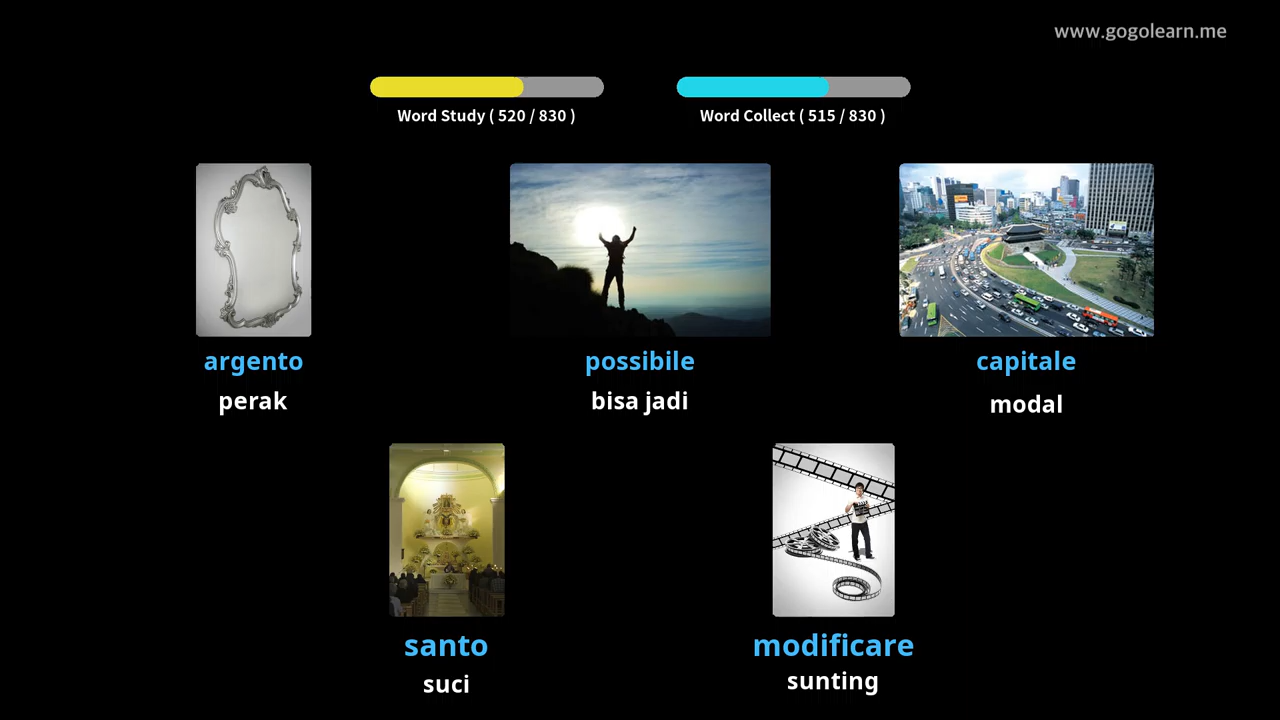 www.gogolearn.me
Word Study ( 520 / 830 )
Word Collect ( 515 / 830 )
argento
perak
possibile
bisa jadi
capitale
modal
santo
suci
modificare
sunting